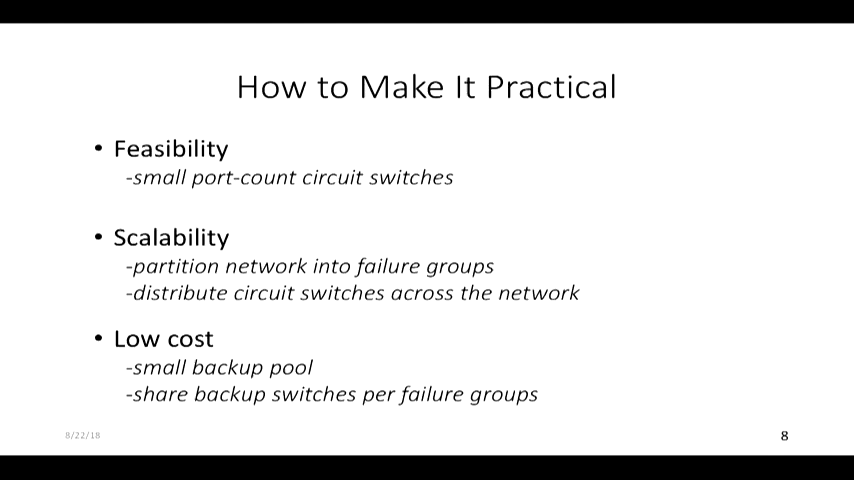 How to Make It Practical
• Feasibility
-small port-count circuit switches
• Scalability
-partition network into failure groups
-distribute circuit switches across the network
• Low cost
-small backup pool
-share backup switches per failure groups
8/22/18
8